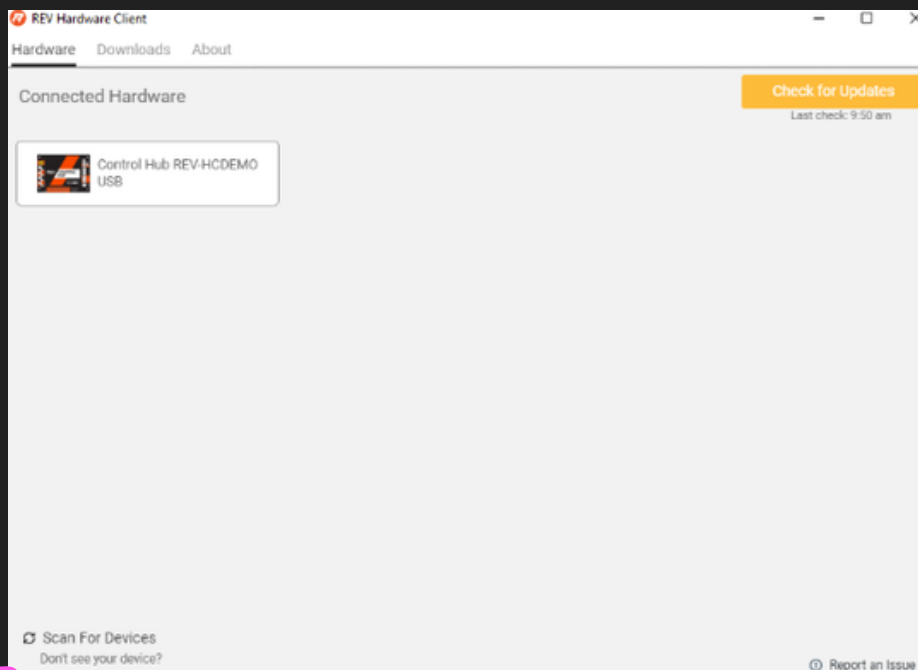 REV Hardware Client
Hardware Downloads About
Connected Hardware
Check for Updates
Last check: 9:50 am
Control Hub REV-HCDEMO
USB
Scan For Devices
Don't see your device?
Report an Issue